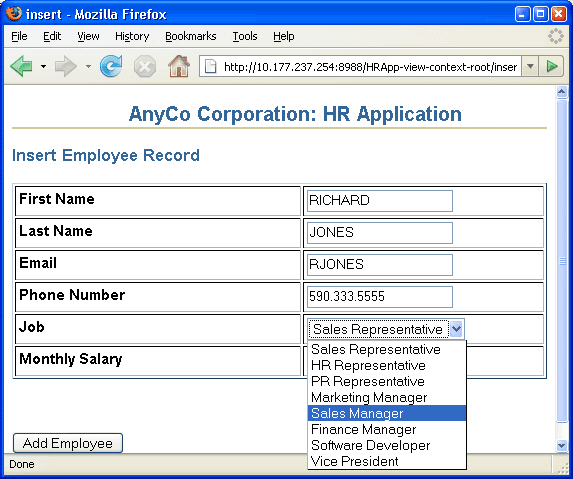 insert - Mozilla Firefox
File Edit View History Bookmarks Tools Help
http://10.177.237.254:8988/HRApp-view-context-root/inser
AnyCo Corporation: HR Application
Insert Employee Record
First Name RICHARD
Last Name JONES
Email RJONES
Phone Number 590.333.5555
Job Sales Representative
Monthly Salary
Sales Representative
HR Representative
PR Representative
Marketing Manager
Sales Manager
Finance Manager
Software Developer
Vice President
Add Employee
Done